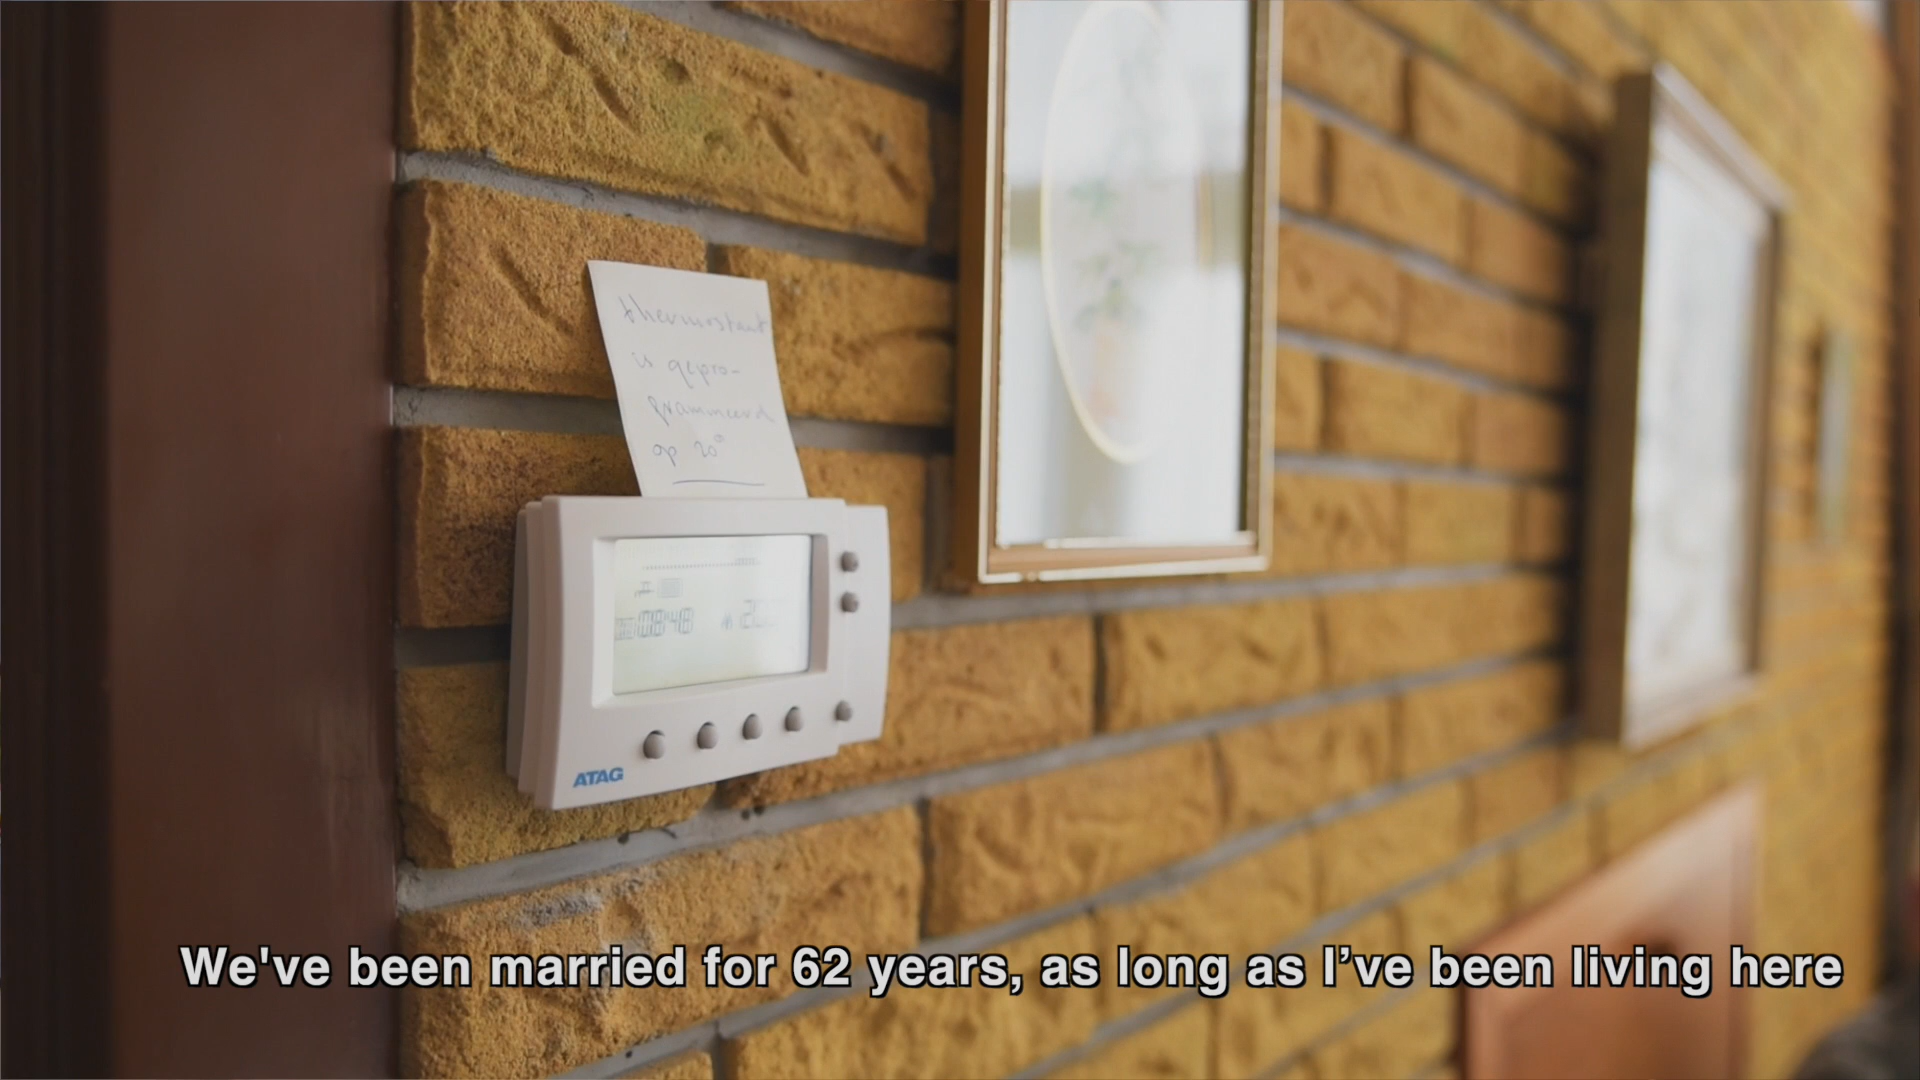 thermostaat
is gepro-
grammeerd
op 20°
08:48 20
ATAG
We've been married for 62 years, as long as I’ve been living here